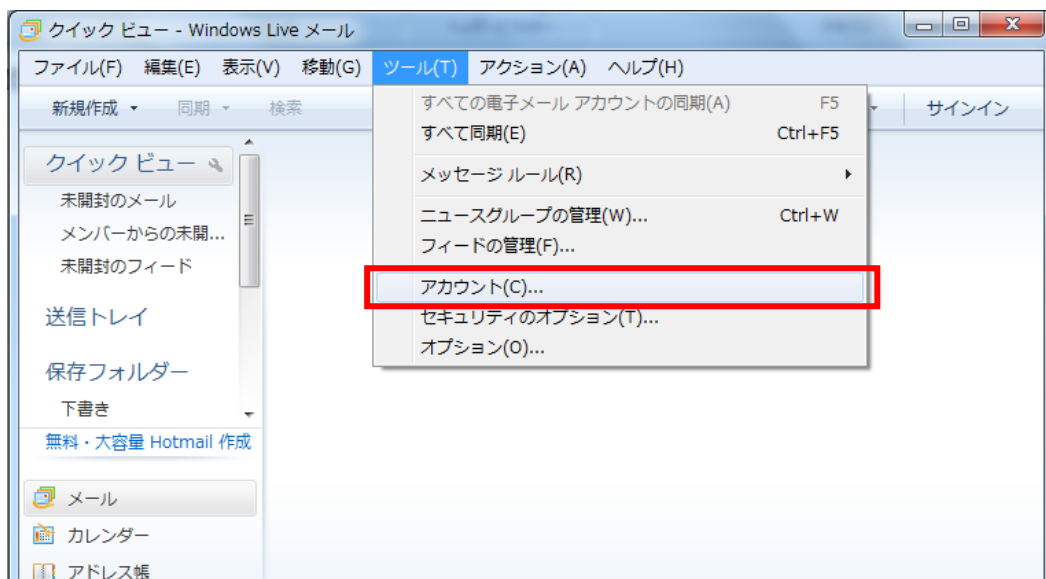 クイック ビュー - Windows Live メール
ファイル(F) 編集(E) 表示(V) 移動(G) ツール(T) アクション(A) ヘルプ(H)
新規作成 同期 検索 サインイン
すべての電子メール アカウントの同期(A) F5
すべて同期(E) Ctrl+F5
メッセージ ルール(R)
ニュースグループの管理(W)... Ctrl+W
フィードの管理(F)...
アカウント(C)...
セキュリティのオプション(T)...
オプション(O)...
クイック ビュー
未開封のメール
メンバーからの未開...
未開封のフィード
送信トレイ
保存フォルダー
下書き
無料・大容量 Hotmail 作成
メール
カレンダー
アドレス帳